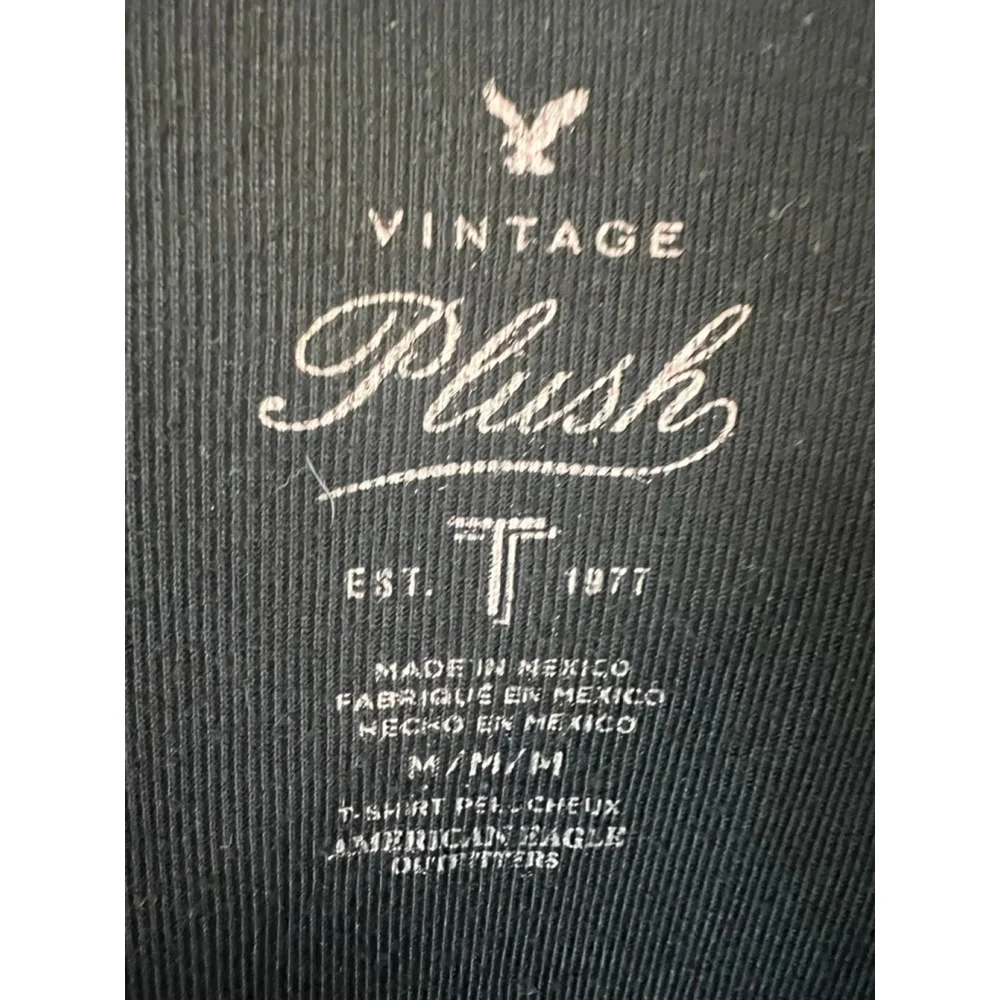 VINTAGE
Plush
T
EST. 1977
MADE IN MEXICO
FABRIQUÉ EN MEXICO
HECHO EN MEXICO
M/M/M
T-SHIRT PELUCHEUX
AMERICAN EAGLE
OUTFITTERS